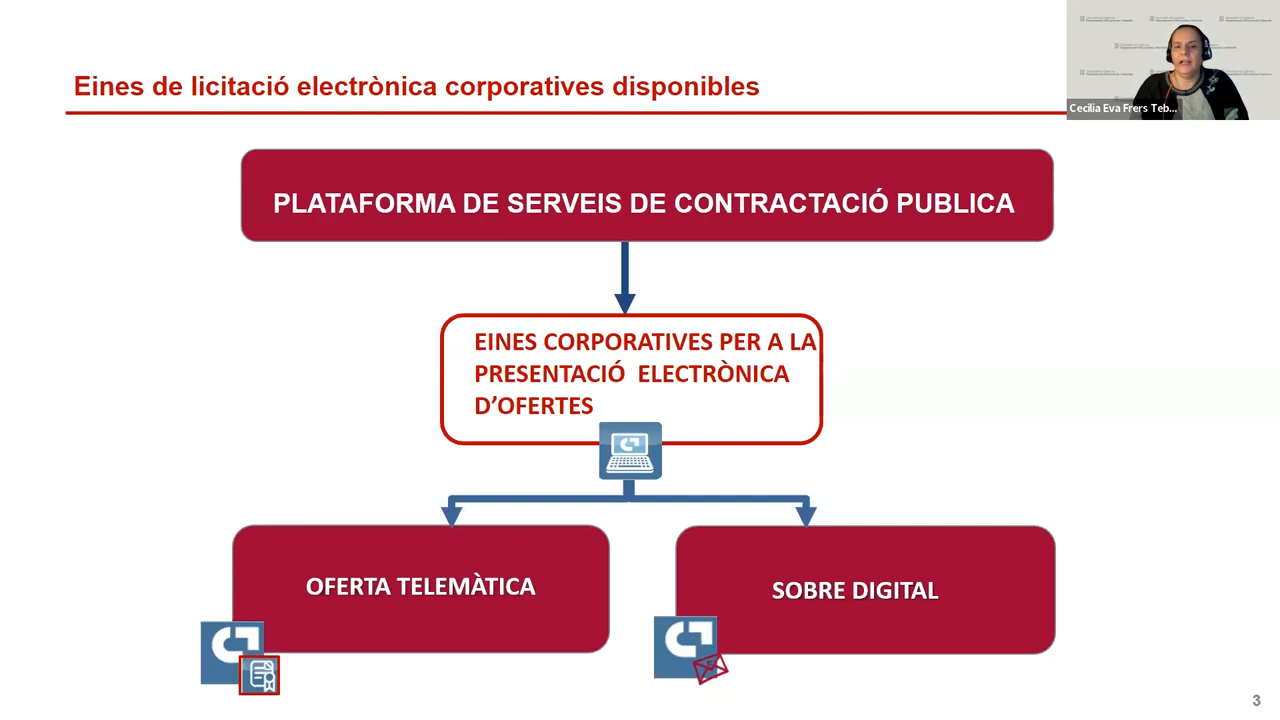 Eines de licitació electrònica corporatives disponibles
Cecília Eva Frers Teb...
PLATAFORMA DE SERVEIS DE CONTRACTACIÓ PUBLICA
EINES CORPORATIVES PER A LA
PRESENTACIÓ ELECTRÒNICA
D’OFERTES
OFERTA TELEMÀTICA
SOBRE DIGITAL
3